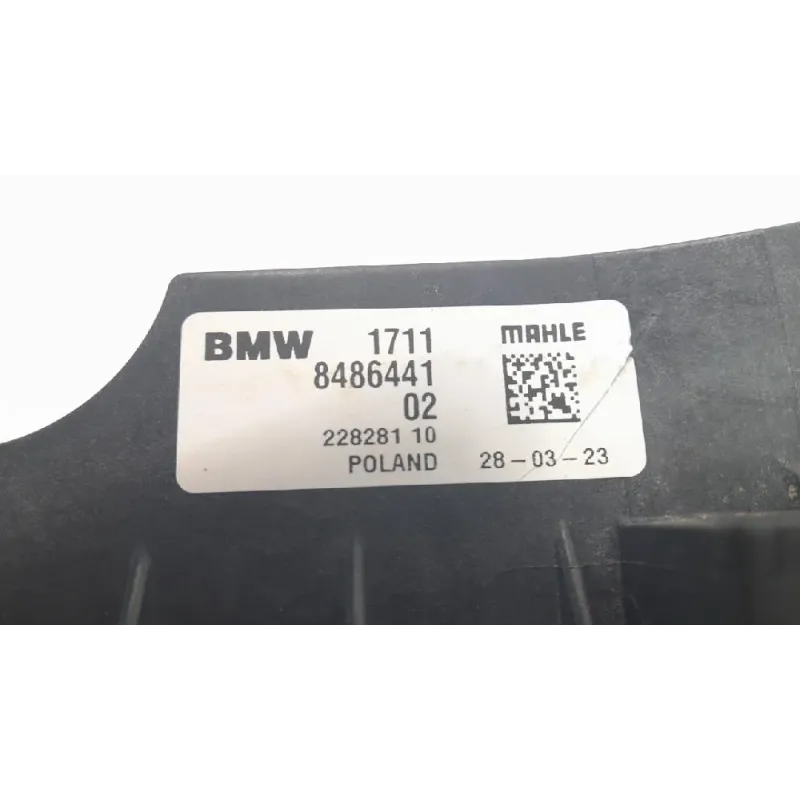 BMW 1711 MAHLE
8486441
02
228281 10
POLAND 28-03-23